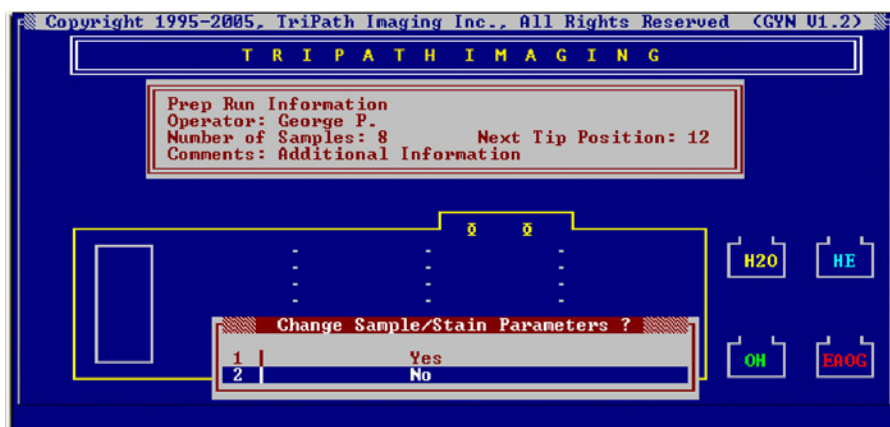 Copyright 1995-2005, TriPath Imaging Inc., All Rights Reserved (GYN V1.2)
T R I P A T H I M A G I N G
Prep Run Information
Operator: George P.
Number of Samples: 8 Next Tip Position: 12
Comments: Additional Information
H2O HE
Change Sample/Stain Parameters ?
1 Yes
2 No
OH EAOG